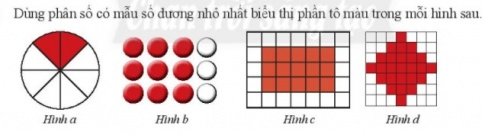 Dùng phân số có mẫu số dương nhỏ nhất biểu thị phần tô màu trong mỗi hình sau.
Hình a Hình b Hình c Hình d